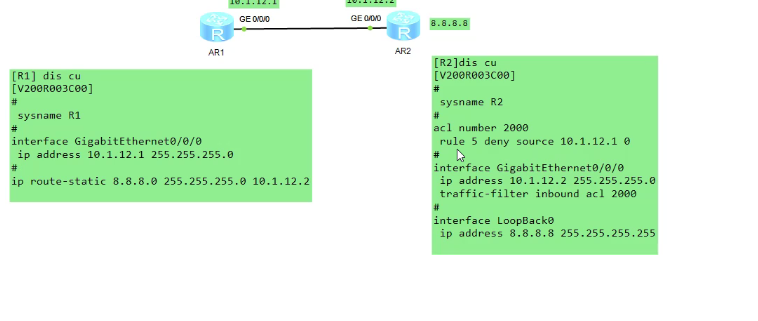 10.1.12.1
10.1.12.2
GE 0/0/0
GE 0/0/0
8.8.8.8
R
R
AR1
AR2
[R1] dis cu
[V200R003C00]
#
sysname R1
#
interface GigabitEthernet0/0/0
ip address 10.1.12.1 255.255.255.0
#
ip route-static 8.8.8.0 255.255.255.0 10.1.12.2
[R2]dis cu
[V200R003C00]
#
sysname R2
#
acl number 2000
rule 5 deny source 10.1.12.1 0
#
interface GigabitEthernet0/0/0
ip address 10.1.12.2 255.255.255.0
traffic-filter inbound acl 2000
#
interface LoopBack0
ip address 8.8.8.8 255.255.255.255